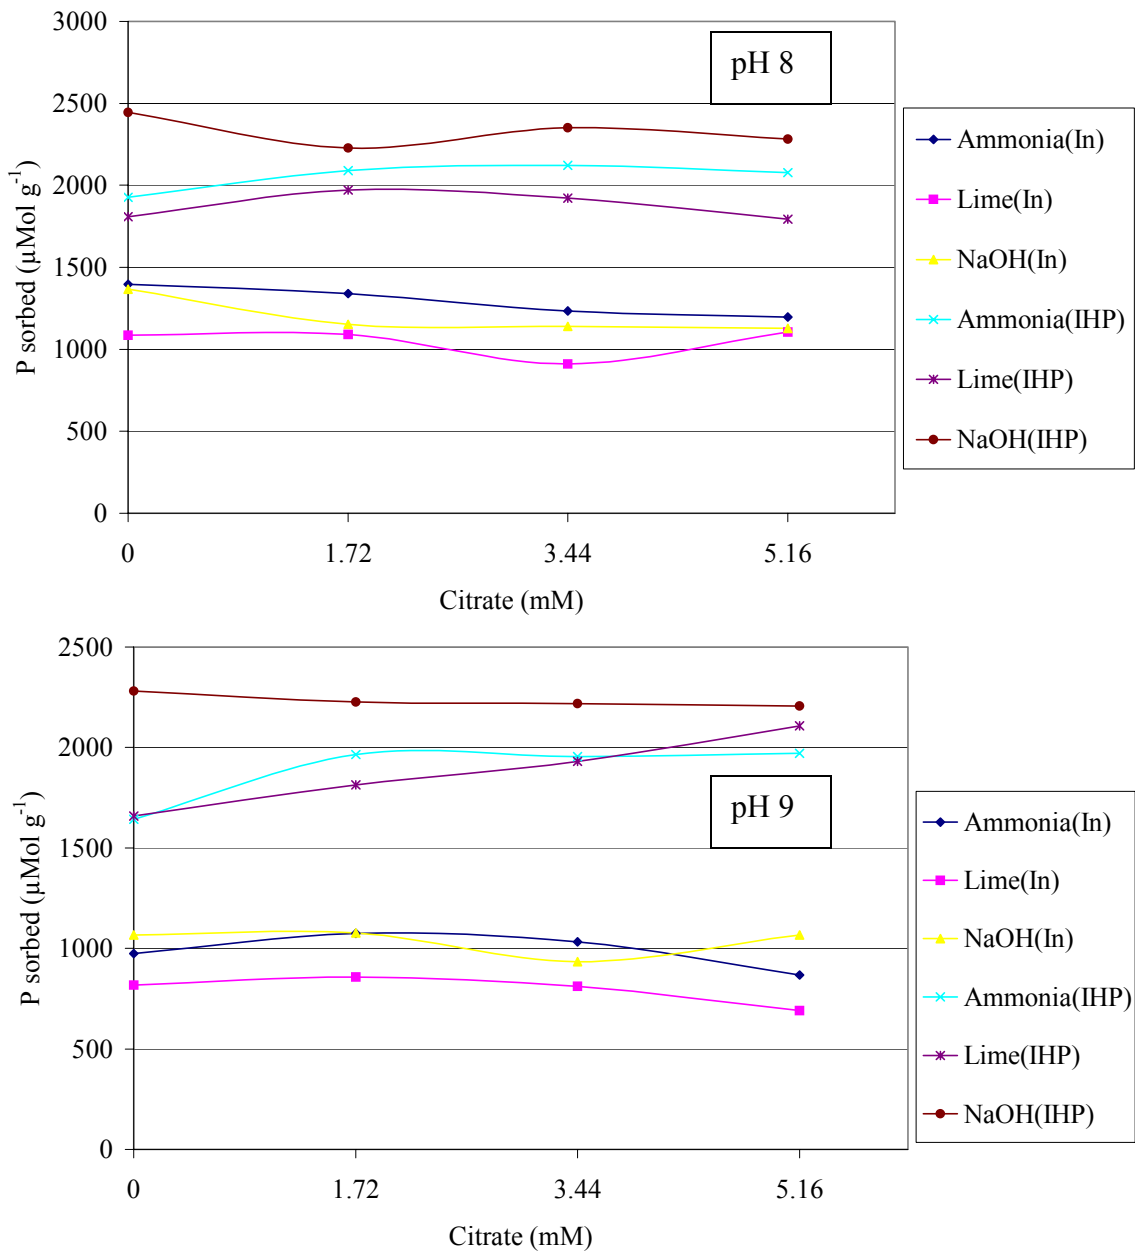 3000
2500
2000
1500
1000
500
0
P sorbed (µMol g⁻¹)
pH 8
0 1.72 3.44 5.16
Citrate (mM)
Ammonia(In)
Lime(In)
NaOH(In)
Ammonia(IHP)
Lime(IHP)
NaOH(IHP)
2500
2000
1500
1000
500
0
P sorbed (µMol g⁻¹)
pH 9
0 1.72 3.44 5.16
Citrate (mM)
Ammonia(In)
Lime(In)
NaOH(In)
Ammonia(IHP)
Lime(IHP)
NaOH(IHP)